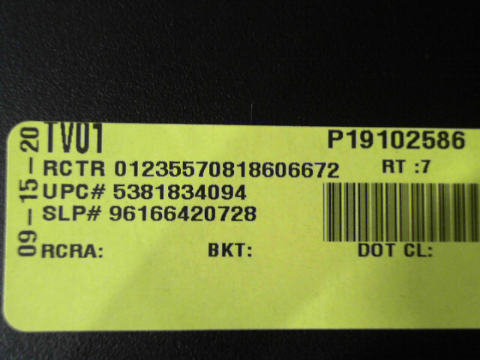 TV01 P19102586
RCTR 01235570818606672 RT :7
UPC# 5381834094
SLP# 96166420728
RCRA: BKT: DOT CL:
09-15-20